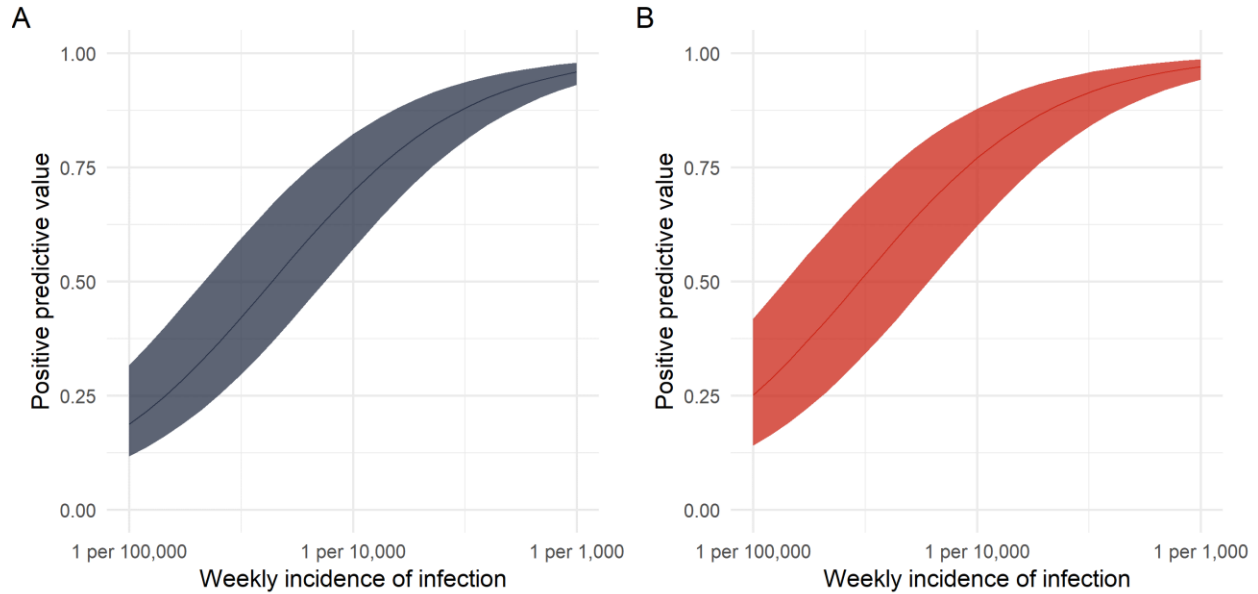 A
1.00
0.75
0.50
0.25
0.00
Positive predictive value
1 per 100,000 1 per 10,000 1 per 1,000
Weekly incidence of infection
B
1.00
0.75
0.50
0.25
0.00
Positive predictive value
1 per 100,000 1 per 10,000 1 per 1,000
Weekly incidence of infection